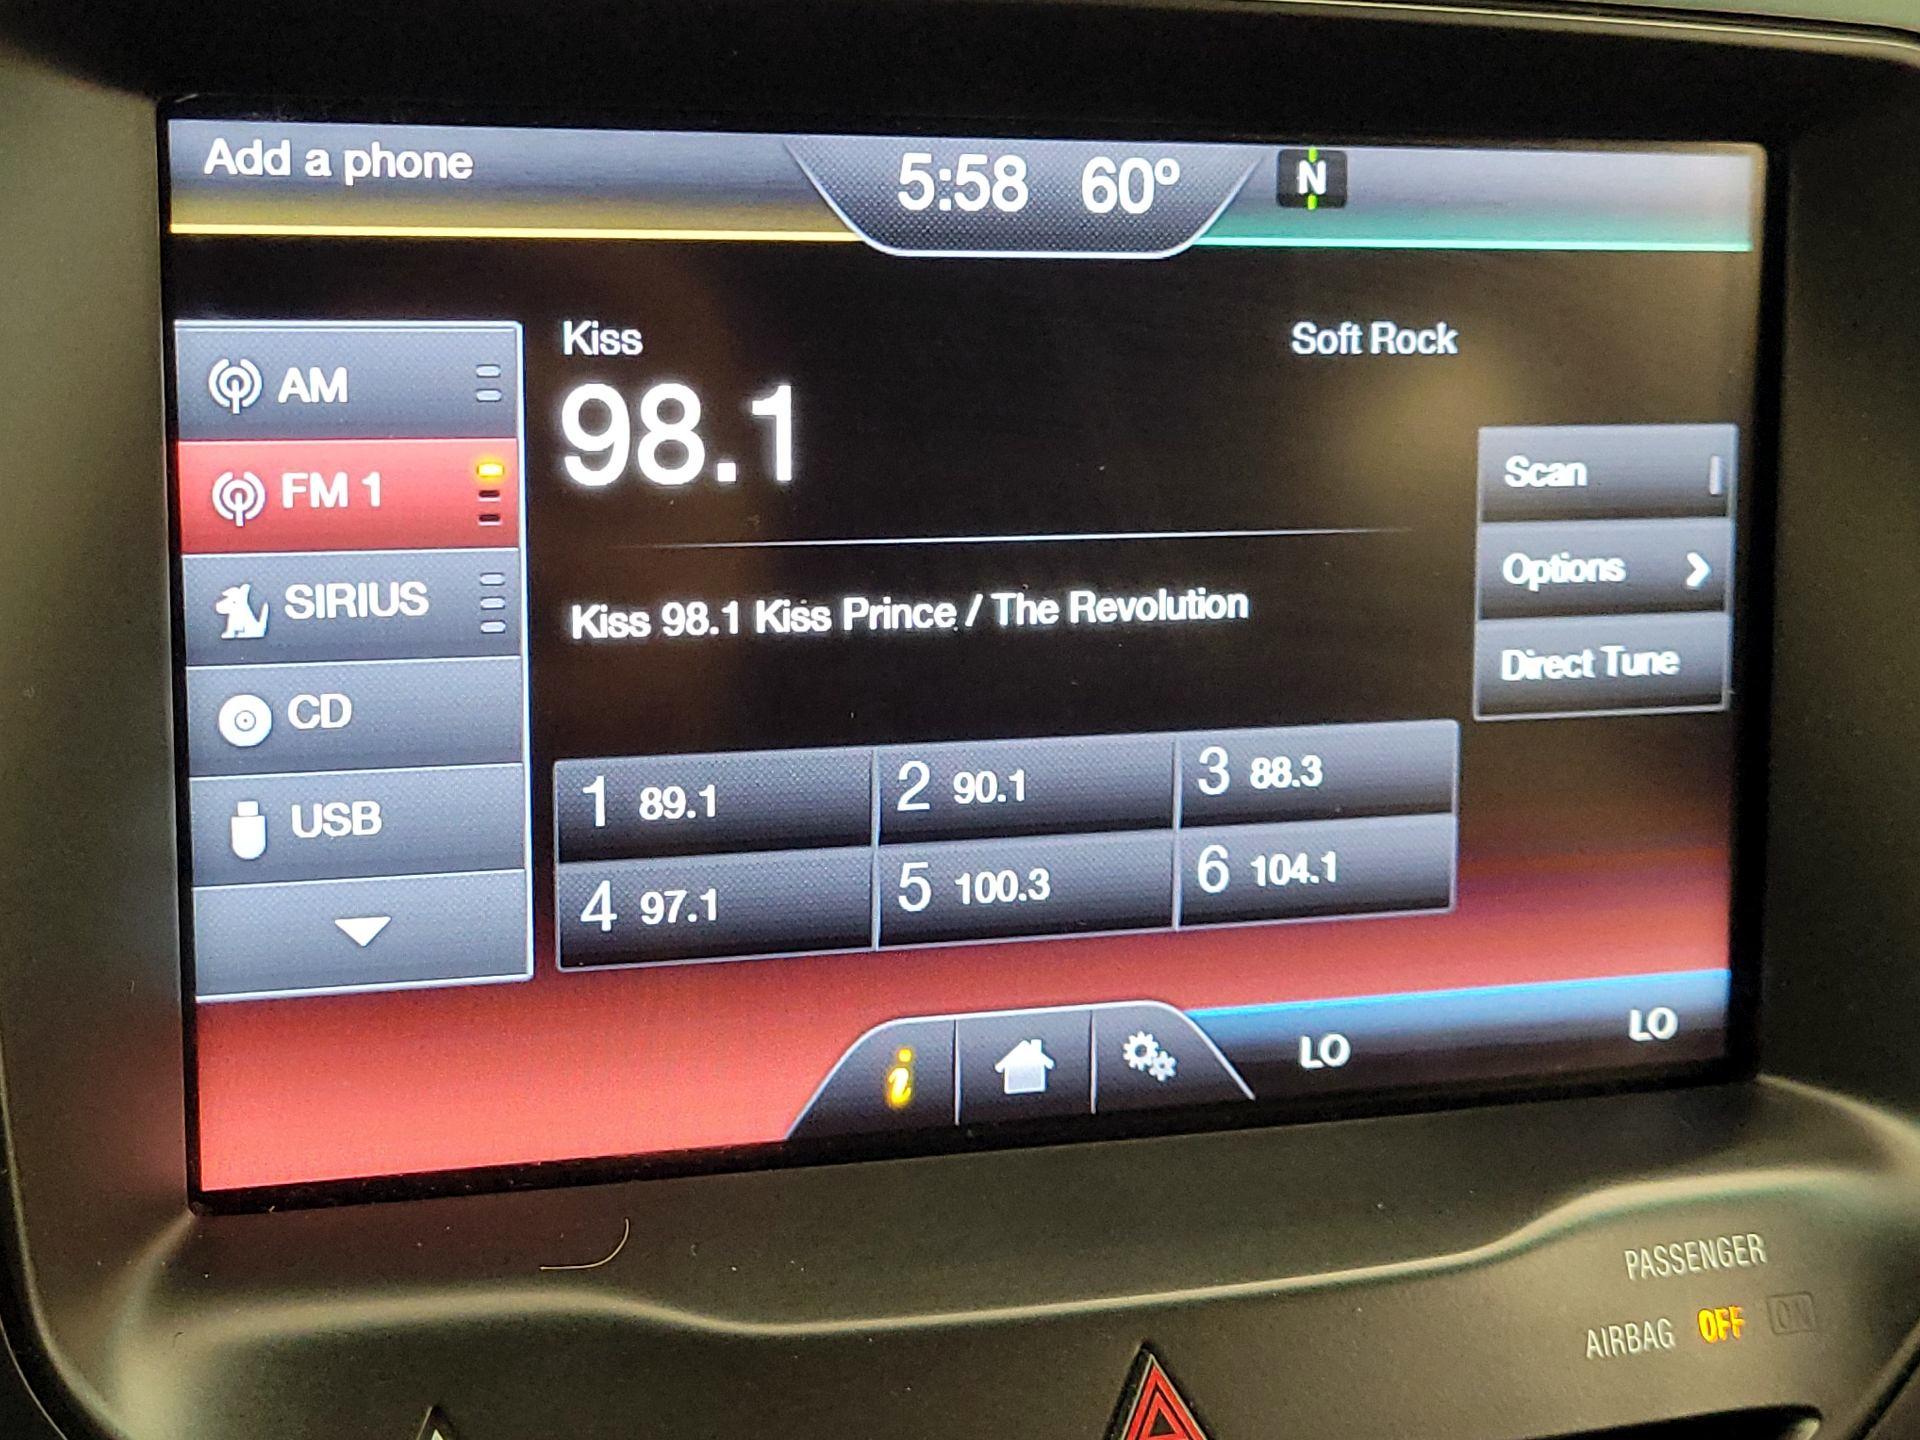 Add a phone
5:58 60° N
Kiss
Soft Rock
98.1
AM
FM 1
SIRIUS
CD
USB
Kiss 98.1 Kiss Prince / The Revolution
Scan
Options
Direct Tune
1 89.1
2 90.1
3 88.3
4 97.1
5 100.3
6 104.1
i
LO
LO
PASSENGER
AIRBAG OFF ON